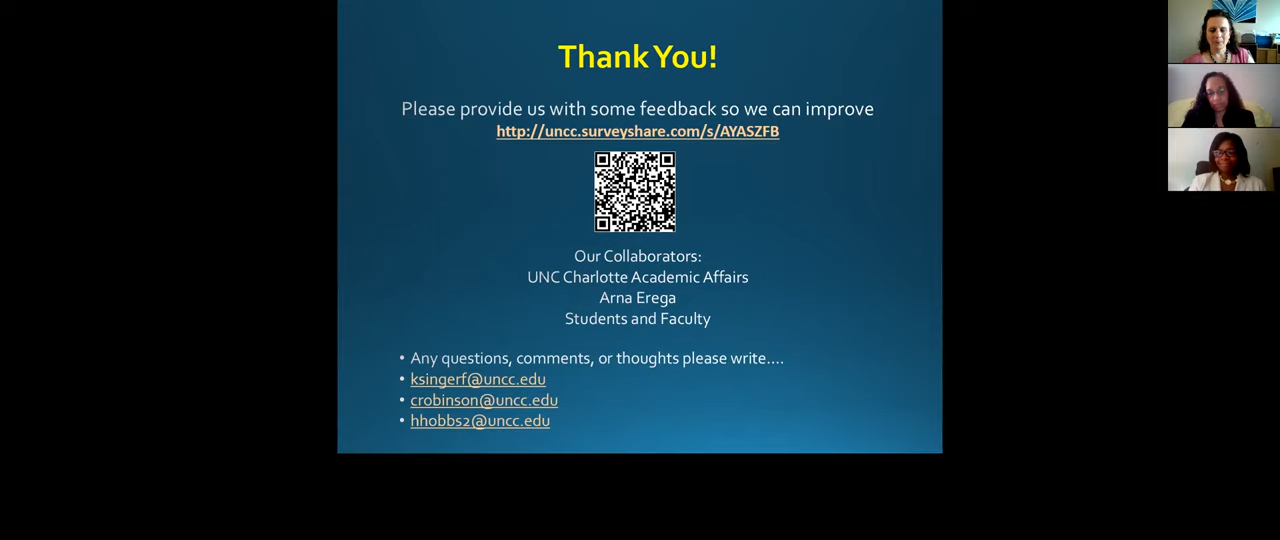 Thank You!
Please provide us with some feedback so we can improve
http://uncc.surveyshare.com/s/AYASZFB
Our Collaborators:
UNC Charlotte Academic Affairs
Arna Erega
Students and Faculty
• Any questions, comments, or thoughts please write....
• ksingerf@uncc.edu
• crobinson@uncc.edu
• hhobbs2@uncc.edu